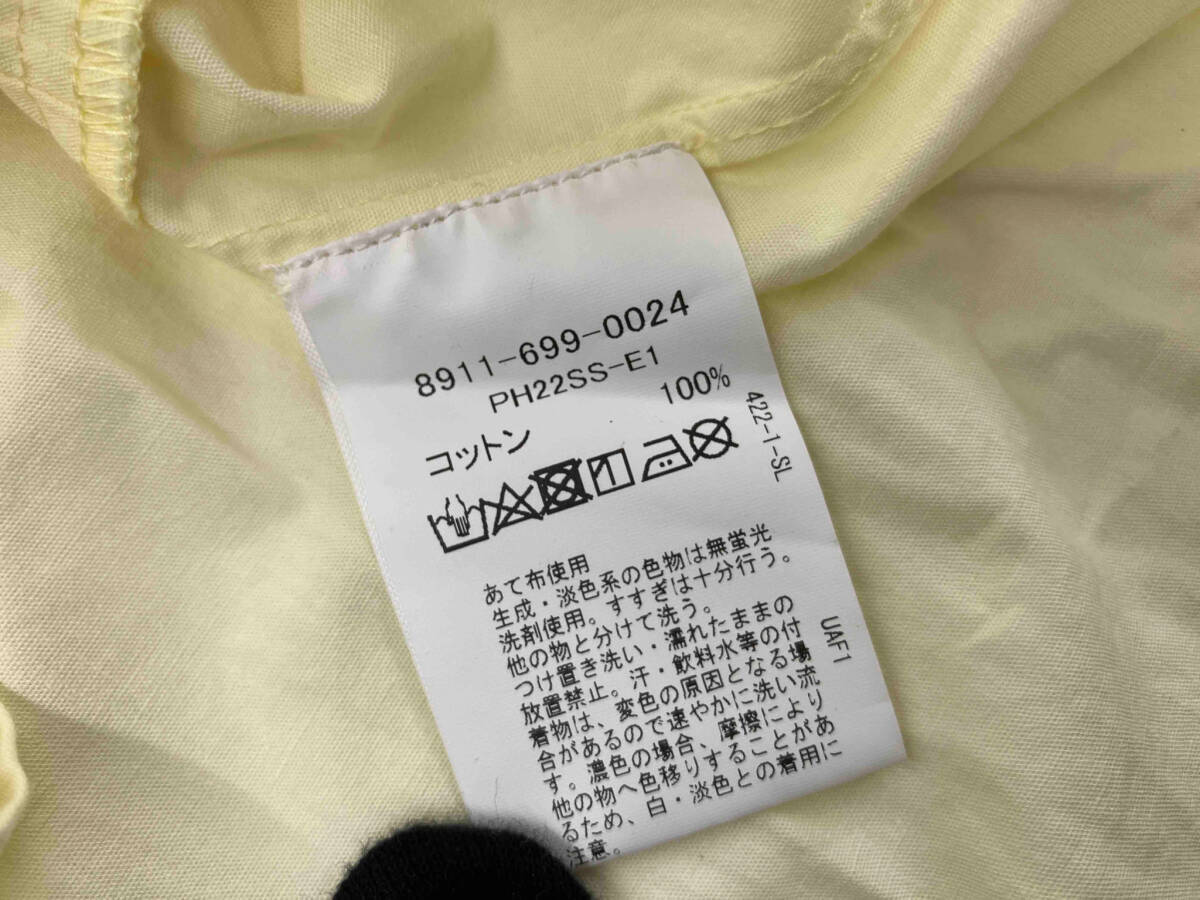 8911-699-0024
PH22SS-E1
コットン 100%
422-1-SL
あて布使用
生成・淡色系の色物は無蛍光
洗剤使用。すすぎは十分行う。
他の物と分けて洗う。
つけ置き洗い・濡れたままの
放置禁止。汗・飲料水等の付
着物は、変色の原因となる場
合があるので速やかに洗い流
す。濃色の場合、摩擦により
他の物へ色移りすることがあ
るため、白・淡色との着用に
注意。
UAF1